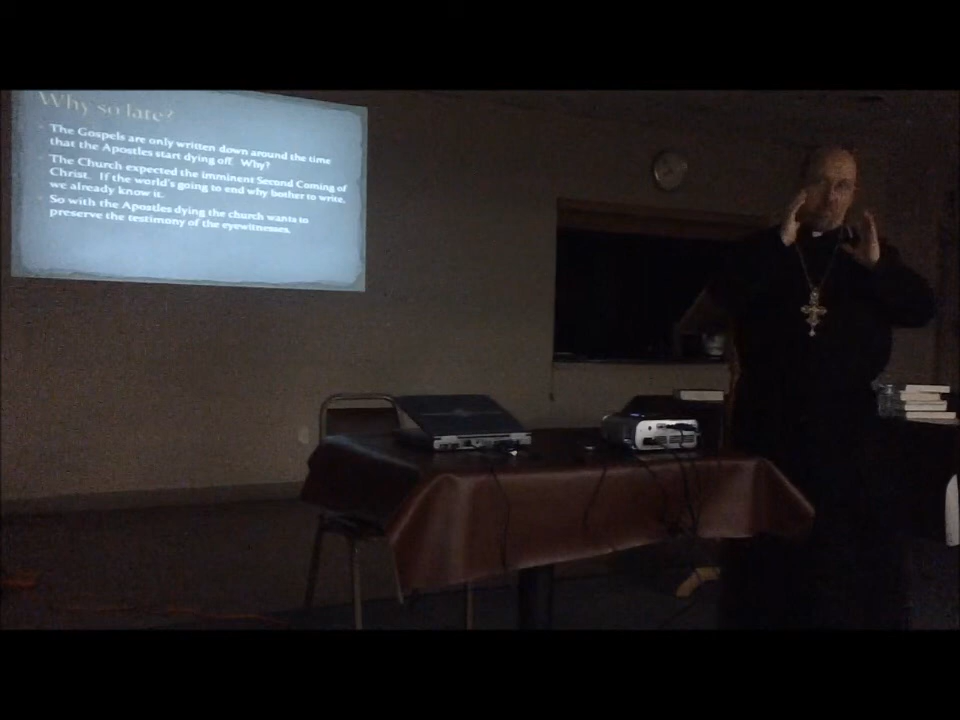 Why so late?
The Gospels are only written down around the time
that the Apostles start dying off. Why?
The Church expected the imminent Second Coming of
Christ. If the world's going to end why bother to write,
we already know it.
So with the Apostles dying the church wants to
preserve the testimony of the eyewitnesses.